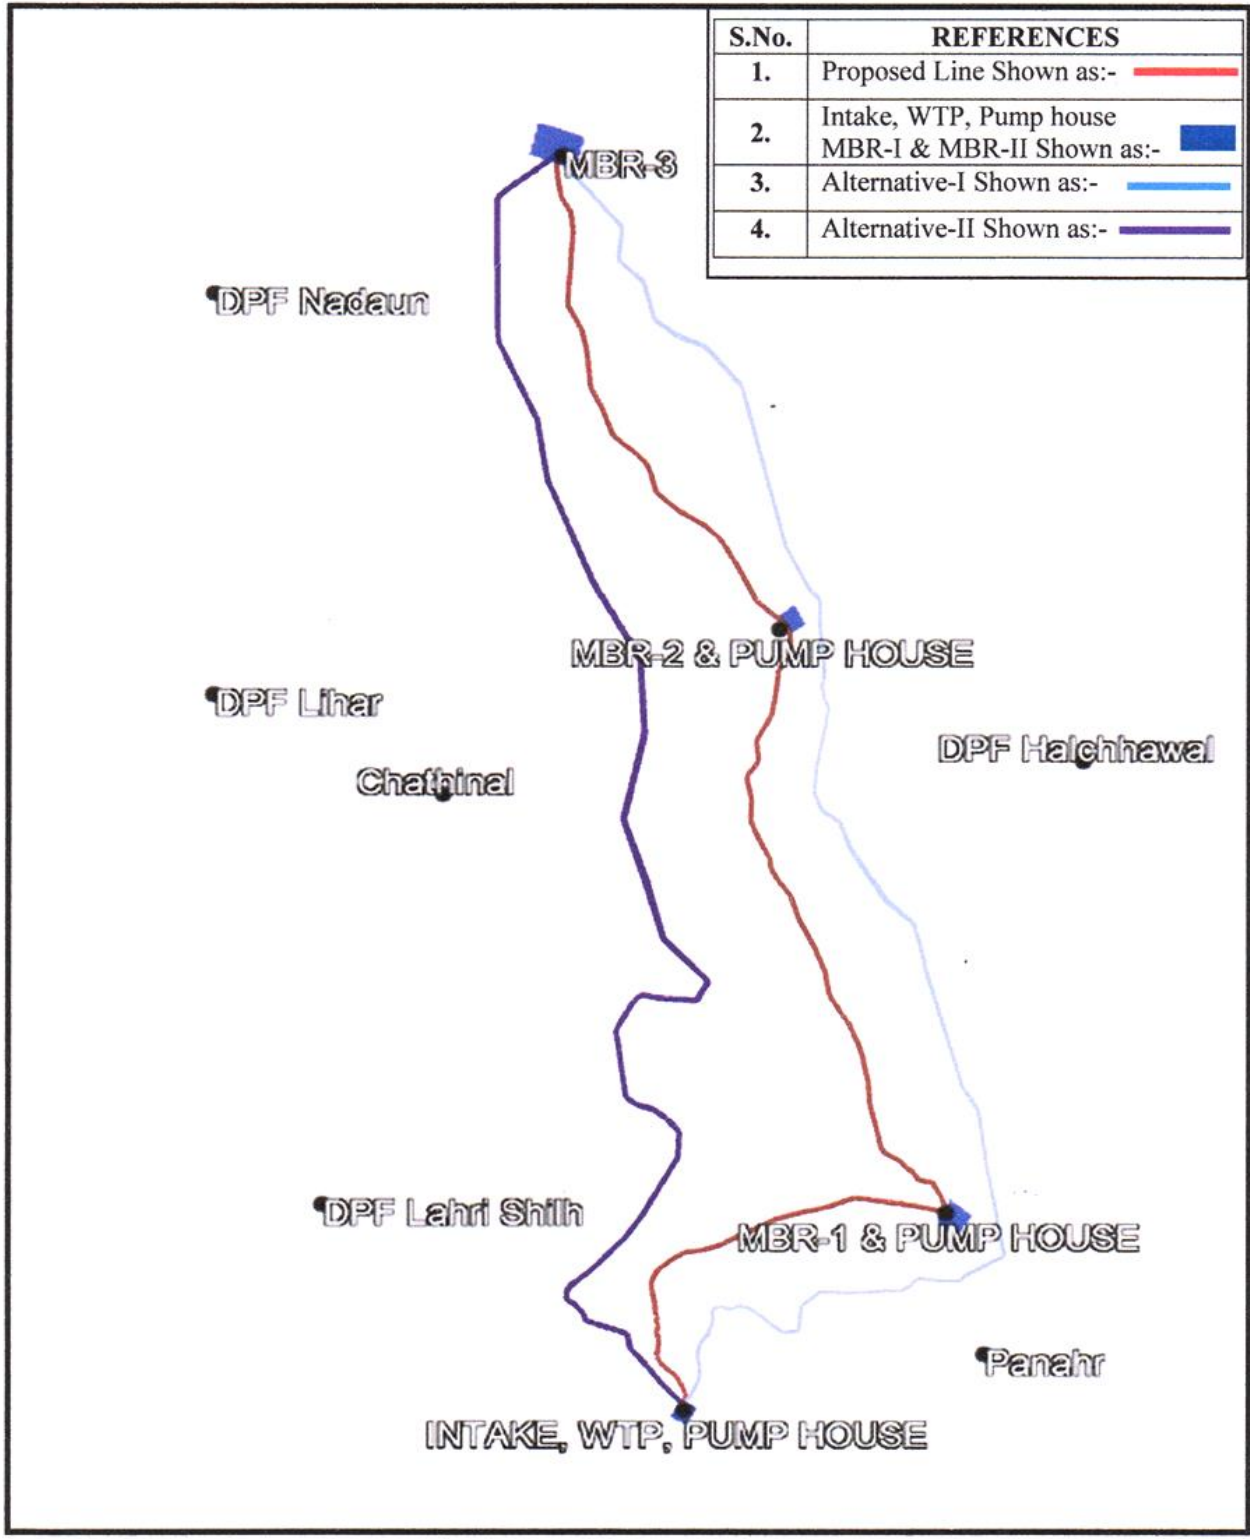 S.No. REFERENCES
1. Proposed Line Shown as:-
2. Intake, WTP, Pump house
MBR-I & MBR-II Shown as:-
3. Alternative-I Shown as:-
4. Alternative-II Shown as:-
MBR-3
DPF Nadaun
MBR-2 & PUMP HOUSE
DPF Lihar
DPF Halchhawal
Chathinal
DPF Lahri Shilh
MBR-1 & PUMP HOUSE
Panahr
INTAKE, WTP, PUMP HOUSE